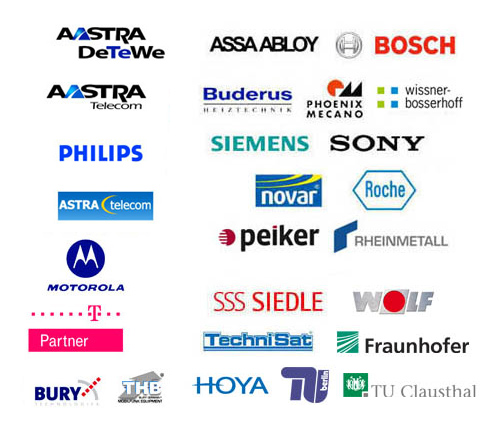 AASTRA
DeTeWe
ASSA ABLOY
BOSCH
AASTRA
Telecom
Buderus
HEIZTECHNIK
PHOENIX
MECANO
wissner-
bosserhoff
PHILIPS
SIEMENS
SONY
ASTRA telecom
novar
Roche
MOTOROLA
peiker
RHEINMETALL
T
Partner
SSS SIEDLE
WOLF
TechniSat
Fraunhofer
BURY
TECHNOLOGIES
THB
HOYA
TU
berlin
TU Clausthal